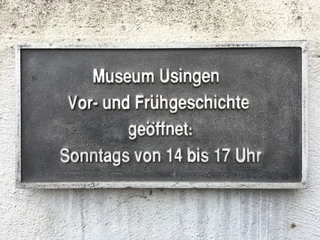 Museum Usingen
Vor- und Frühgeschichte
geöffnet:
Sonntags von 14 bis 17 Uhr